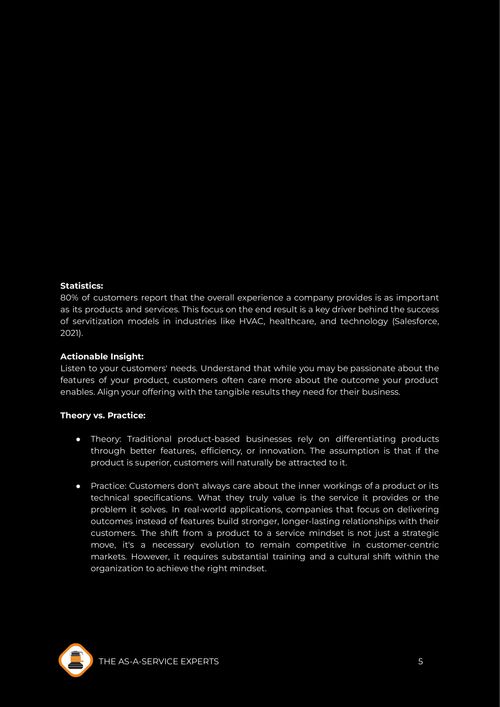 Statistics:
80% of customers report that the overall experience a company provides is as important
as its products and services. This focus on the end result is a key driver behind the success
of servitization models in industries like HVAC, healthcare, and technology (Salesforce,
2021).
Actionable Insight:
Listen to your customers' needs. Understand that while you may be passionate about the
features of your product, customers often care more about the outcome your product
enables. Align your offering with the tangible results they need for their business.
Theory vs. Practice:
● Theory: Traditional product-based businesses rely on differentiating products
through better features, efficiency, or innovation. The assumption is that if the
product is superior, customers will naturally be attracted to it.
● Practice: Customers don't always care about the inner workings of a product or its
technical specifications. What they truly value is the service it provides or the
problem it solves. In real-world applications, companies that focus on delivering
outcomes instead of features build stronger, longer-lasting relationships with their
customers. The shift from a product to a service mindset is not just a strategic
move, it's a necessary evolution to remain competitive in customer-centric
markets. However, it requires substantial training and a cultural shift within the
organization to achieve the right mindset.
THE AS-A-SERVICE EXPERTS 5